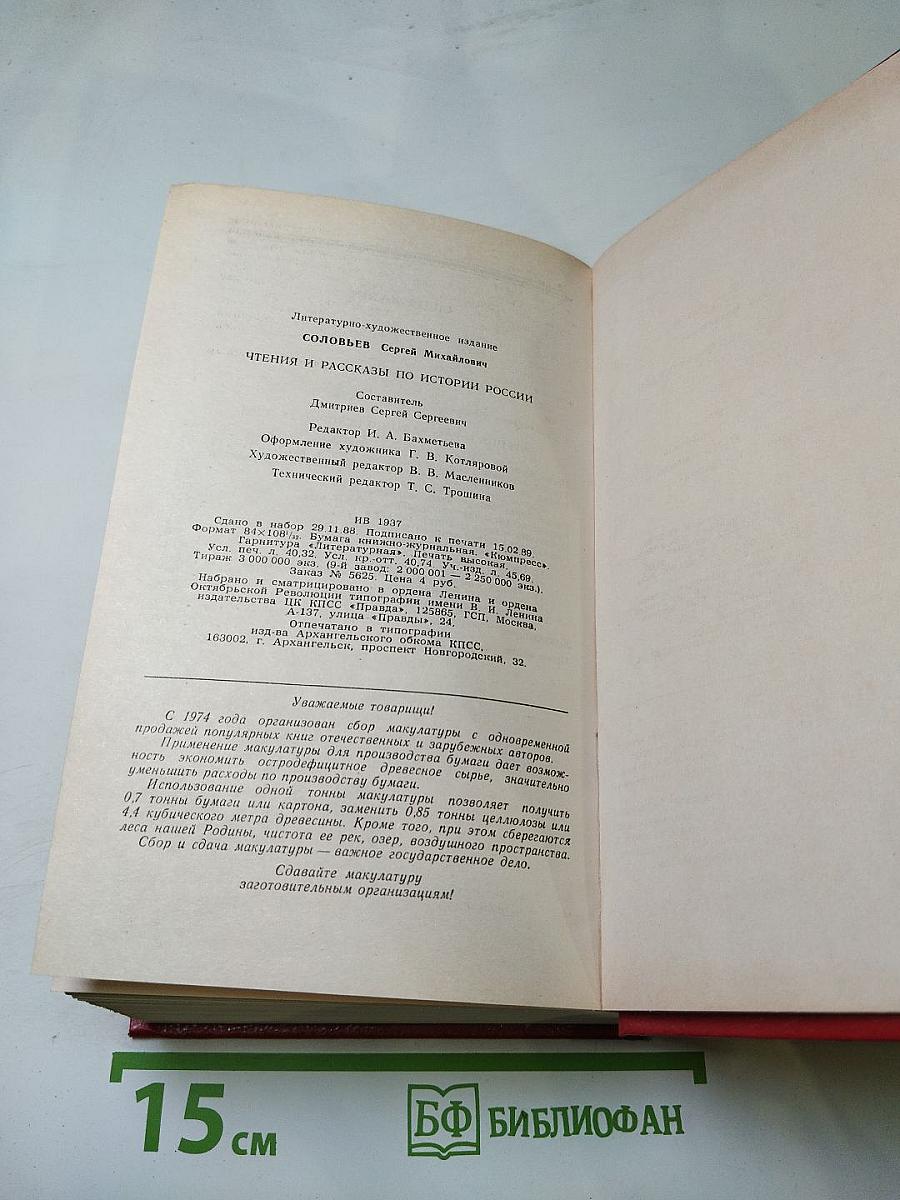 Литературно-художественное издание
СОЛОВЬЕВ Сергей Михайлович
ЧТЕНИЯ И РАССКАЗЫ ПО ИСТОРИИ РОССИИ
Составитель
Дмитриев Сергей Сергеевич
Редактор И. А. Бахметьева
Оформление художника Г. В. Котляровой
Художественный редактор В. В. Масленников
Технический редактор Т. С. Трошина
ИВ 1937
Сдано в набор 29.11.88. Подписано к печати 15.02.89.
Формат 84×108¹/₃₂. Бумага книжно-журнальная. «Кюмпресс».
Гарнитура «Литературная». Печать высокая.
Усл. печ. л. 40,32. Усл. кр.-отт. 40,74. Уч.-изд. л. 45,69.
Тираж 3 000 000 экз. (9-й завод: 2 000 001 — 2 250 000 экз.).
Заказ № 5625. Цена 4 руб.
Набрано и сматрицировано в ордена Ленина и ордена
Октябрьской Революции типографии имени В. И. Ленина
издательства ЦК КПСС «Правда», 125865, ГСП, Москва,
А-137, улица «Правды», 24.
Отпечатано в типографии
изд-ва Архангельского обкома КПСС.
163002, г. Архангельск, проспект Новгородский, 32.
Уважаемые товарищи!
С 1974 года организован сбор макулатуры с одновременной
продажей популярных книг отечественных и зарубежных авторов.
Применение макулатуры для производства бумаги дает возмож-
ность экономить остродефицитное древесное сырье, значительно
уменьшить расходы по производству бумаги.
Использование одной тонны макулатуры позволяет получить
0,7 тонны бумаги или картона, заменить 0,85 тонны целлюлозы или
4,4 кубического метра древесины. Кроме того, при этом сберегаются
леса нашей Родины, чистота ее рек, озер, воздушного пространства.
Сбор и сдача макулатуры — важное государственное дело.
Сдавайте макулатуру
заготовительным организациям!
15 см
БФ БИБЛИОФАН